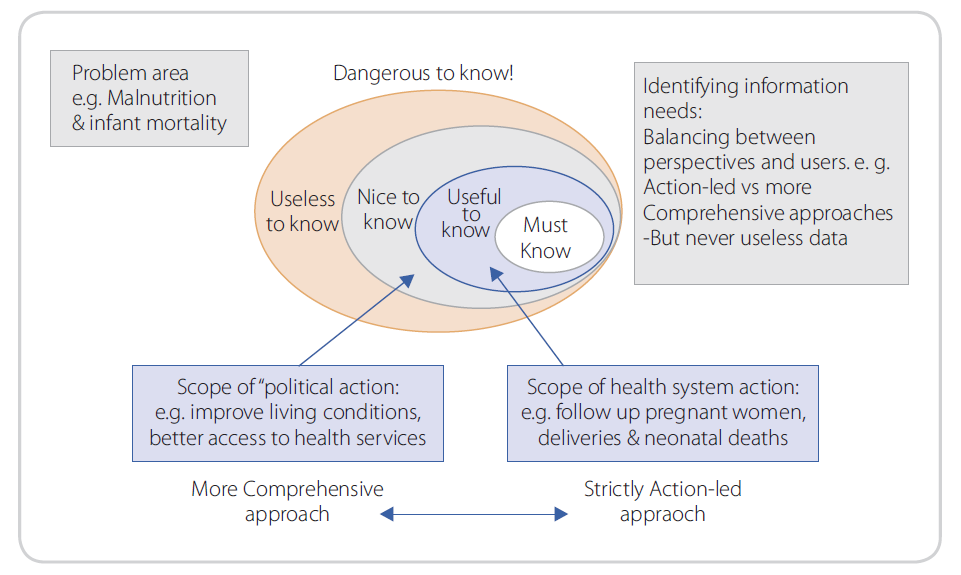 Problem area
e.g. Malnutrition
& infant mortality
Dangerous to know!
Identifying information
needs:
Balancing between
perspectives and users. e. g.
Action-led vs more
Comprehensive approaches
-But never useless data
Useless
to know
Nice to
know
Useful
to
know
Must
Know
Scope of “political action:
e.g. improve living conditions,
better access to health services
Scope of health system action:
e.g. follow up pregnant women,
deliveries & neonatal deaths
More Comprehensive
approach
Strictly Action-led
appraoch